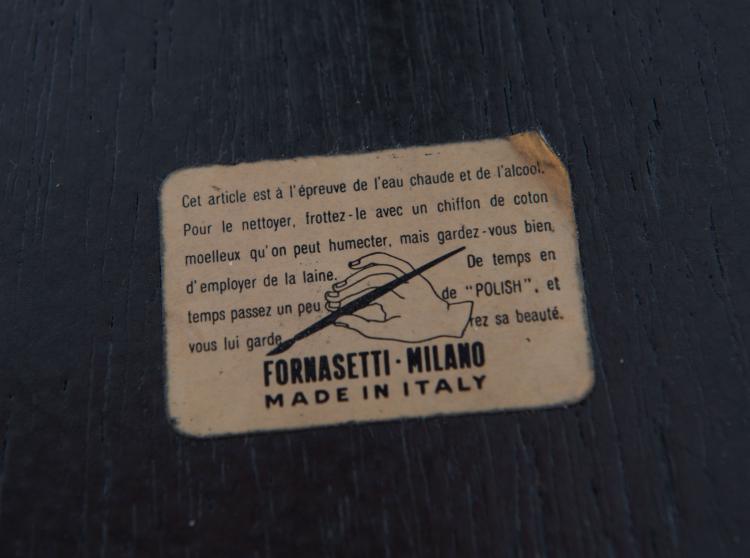 Cet article est à l'épreuve de l'eau chaude et de l'alcool.
Pour le nettoyer, frottez-le avec un chiffon de coton
moelleux qu'on peut humecter, mais gardez-vous bien,
d'employer de la laine. De temps en
temps passez un peu de "POLISH", et
vous lui garde rez sa beauté.
FORNASETTI · MILANO
MADE IN ITALY